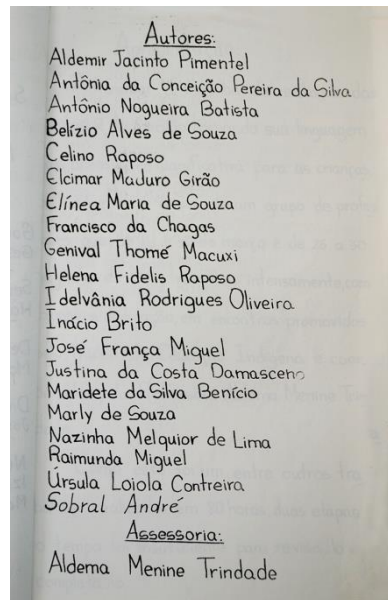 Autores:
Aldemir Jacinto Pimentel
Antônia da Conceição Pereira da Silva
Antônio Nogueira Batista
Belízio Alves de Souza
Celino Raposo
Elcimar Maduro Girão
Elínea Maria de Souza
Francisco da Chagas
Genival Thomé Macuxi
Helena Fidelis Raposo
Idelvânia Rodrigues Oliveira
Inácio Brito
José França Miguel
Justina da Costa Damasceno
Maridete da Silva Benício
Marly de Souza
Nazinha Melquior de Lima
Raimunda Miguel
Úrsula Loiola Contreira
Sobral André
Assessoria:
Aldema Menine Trindade